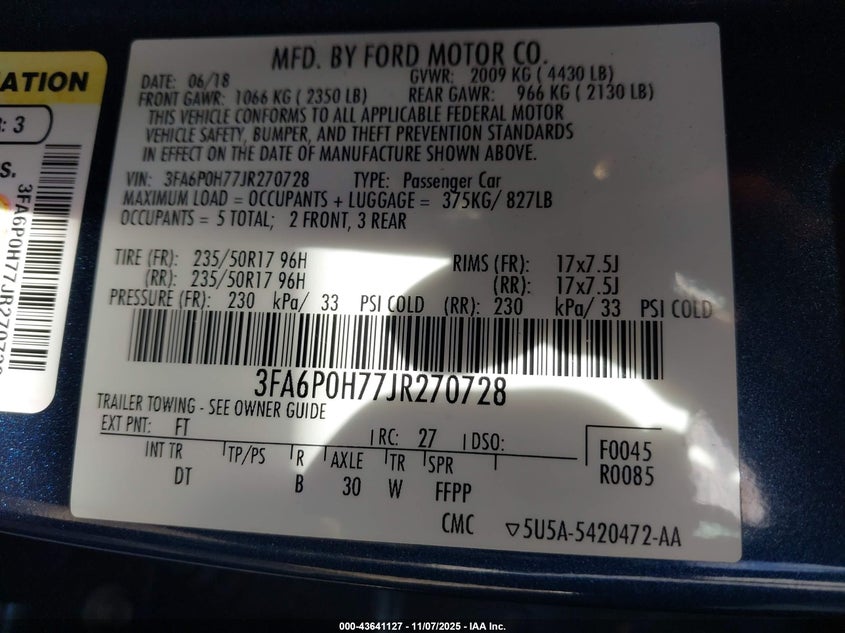 ATION
: 3
S.
3FA6P0H77JR270728
MFD. BY FORD MOTOR CO.
DATE: 06/18 GVWR: 2009 KG ( 4430 LB)
FRONT GAWR: 1066 KG ( 2350 LB) REAR GAWR: 966 KG ( 2130 LB)
THIS VEHICLE CONFORMS TO ALL APPLICABLE FEDERAL MOTOR
VEHICLE SAFETY, BUMPER, AND THEFT PREVENTION STANDARDS
IN EFFECT ON THE DATE OF MANUFACTURE SHOWN ABOVE.
VIN: 3FA6P0H77JR270728 TYPE: Passenger Car
MAXIMUM LOAD = OCCUPANTS + LUGGAGE = 375KG/ 827LB
OCCUPANTS = 5 TOTAL; 2 FRONT, 3 REAR
TIRE (FR): 235/50R17 96H RIMS (FR): 17x7.5J
(RR): 235/50R17 96H (RR): 17x7.5J
PRESSURE (FR): 230 kPa/ 33 PSI COLD (RR): 230 kPa/ 33 PSI COLD
3FA6P0H77JR270728
TRAILER TOWING - SEE OWNER GUIDE
EXT PNT: FT RC: 27 DSO: F0045
INT TR TP/PS R AXLE TR SPR R0085
DT B 30 W FFPP
CMC 5U5A-5420472-AA
000-43641127 - 11/07/2025 - IAA Inc.